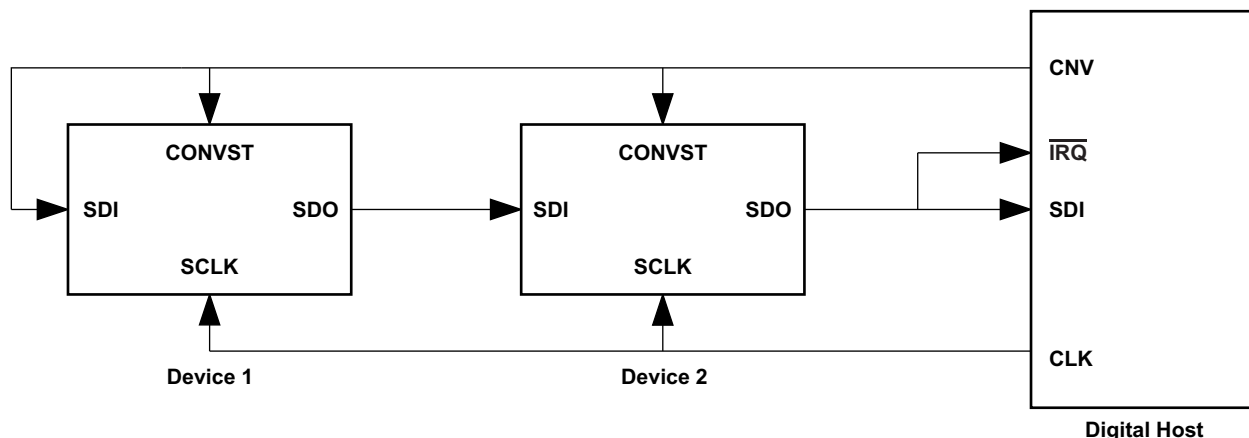 CNV
CONVST
CONVST
IRQ
SDI
SDO
SDI
SDO
SDI
SCLK
SCLK
CLK
Device 1
Device 2
Digital Host